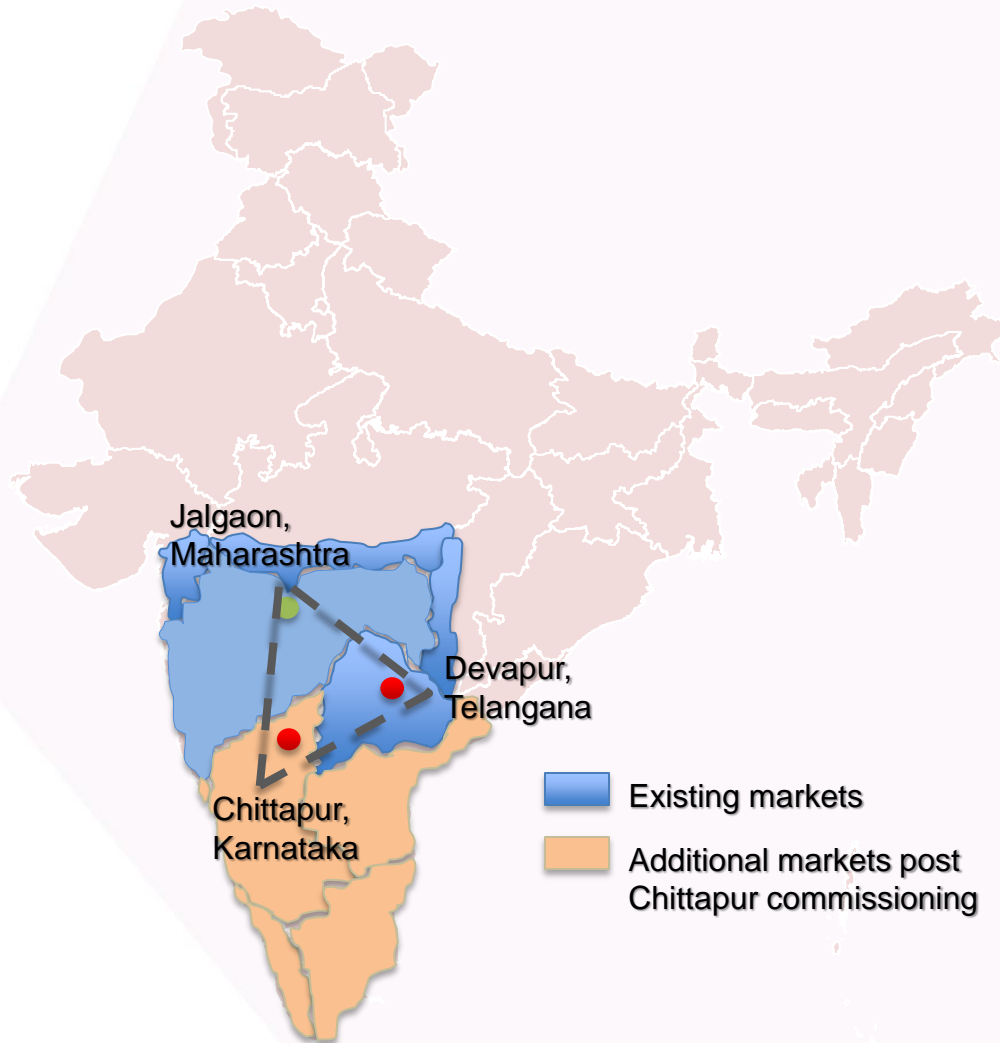 Jalgaon,
Maharashtra
Devapur,
Telangana
Chittapur,
Karnataka
Existing markets
Additional markets post
Chittapur commissioning